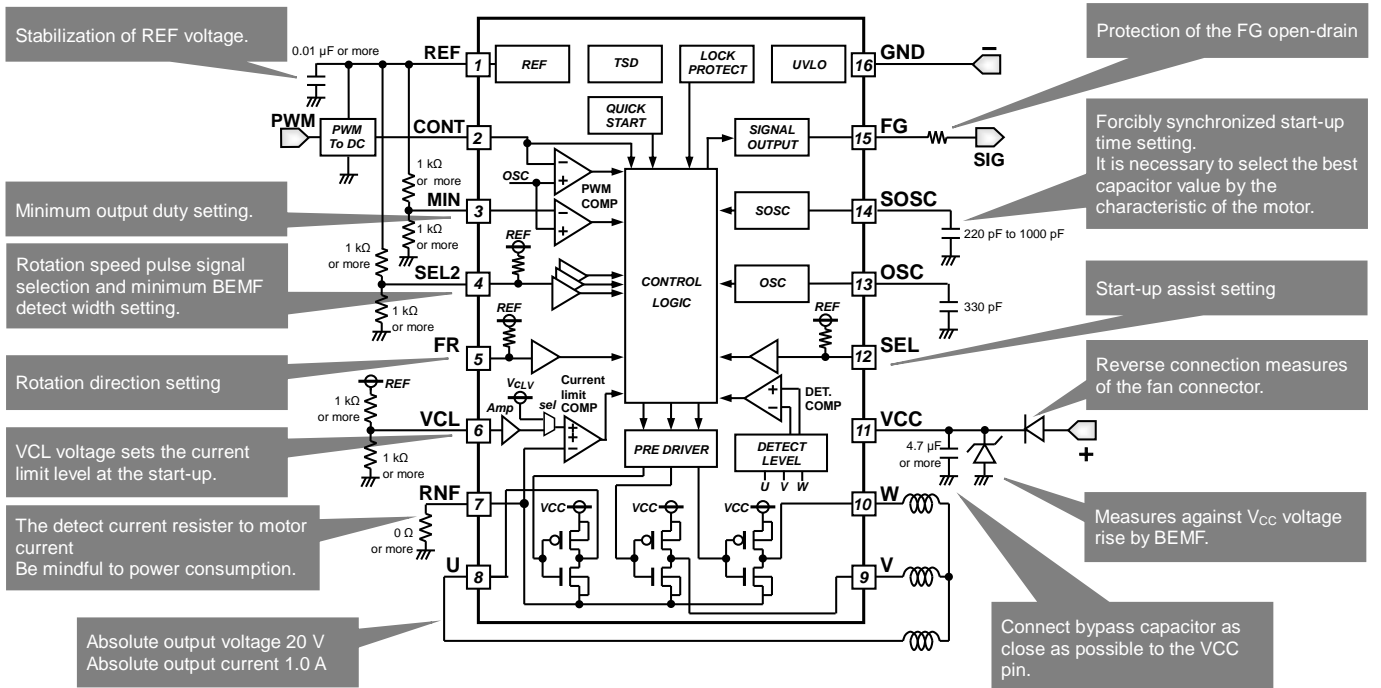 Stabilization of REF voltage.
0.01 µF or more
REF
1
REF
TSD
LOCK
PROTECT
UVLO
16
GND
–
Protection of the FG open-drain
PWM
PWM
To DC
CONT
2
QUICK
START
SIGNAL
OUTPUT
15
FG
SIG
Forcibly synchronized start-up
time setting.
It is necessary to select the best
capacitor value by the
characteristic of the motor.
1 kΩ
or more
OSC
–
+
PWM
COMP
Minimum output duty setting.
MIN
3
–
+
SOSC
14
SOSC
220 pF to 1000 pF
1 kΩ
or more
1 kΩ
or more
Rotation speed pulse signal
selection and minimum BEMF
detect width setting.
SEL2
4
REF
CONTROL
LOGIC
OSC
13
OSC
330 pF
1 kΩ
or more
Start-up assist setting
REF
REF
FR
5
12
SEL
Rotation direction setting
Reverse connection measures
of the fan connector.
REF
1 kΩ
or more
VCL
6
Amp
VCLV
sel
Current
limit
COMP
+
+
–
+
–
DET.
COMP
11
VCC
+
4.7 µF
or more
VCL voltage sets the current
limit level at the start-up.
1 kΩ
or more
PRE DRIVER
DETECT
LEVEL
U V W
RNF
7
VCC
VCC
VCC
10
W
The detect current resister to motor
current
Be mindful to power consumption.
0 Ω
or more
Measures against VCC voltage
rise by BEMF.
U
8
9
V
Absolute output voltage 20 V
Absolute output current 1.0 A
Connect bypass capacitor as
close as possible to the VCC
pin.